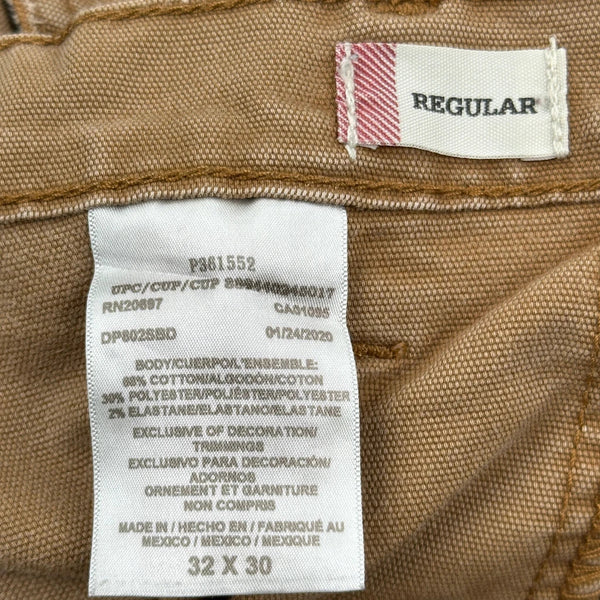 REGULAR
P361552
UPC/CUP/CUP
RN20697 CA01095
DP802SBD 01/24/2020
BODY/CUERPO/L'ENSEMBLE:
68% COTTON/ALGODÓN/COTON
30% POLYESTER/POLIÉSTER/POLYESTER
2% ELASTANE/ELASTANO/ELASTANE
EXCLUSIVE OF DECORATION/
TRIMMINGS
EXCLUSIVO PARA DECORACIÓN/
ADORNOS
ORNEMENT ET GARNITURE
NON COMPRIS
MADE IN / HECHO EN / FABRIQUÉ AU
MEXICO / MEXICO / MEXIQUE
32 X 30